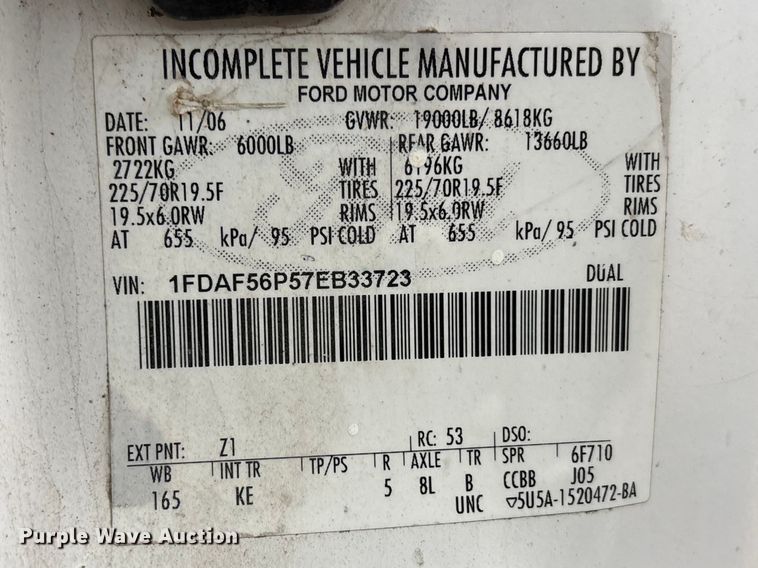 INCOMPLETE VEHICLE MANUFACTURED BY
FORD MOTOR COMPANY
DATE: 11/06 GVWR: 19000LB/ 8618KG
FRONT GAWR: 6000LB REAR GAWR: 13660LB
2722KG WITH 6196KG WITH
225/70R19.5F TIRES 225/70R19.5F TIRES
19.5x6.0RW RIMS 19.5x6.0RW RIMS
AT 655 kPa/ 95 PSI COLD AT 655 kPa/ 95 PSI COLD
VIN: 1FDAF56P57EB33723 DUAL
EXT PNT: Z1 RC: 53 DSO:
WB INT TR TP/PS R AXLE TR SPR 6F710
165 KE 5 8L B CCBB J05
UNC ▽5U5A-1520472-BA
Purple Wave Auction